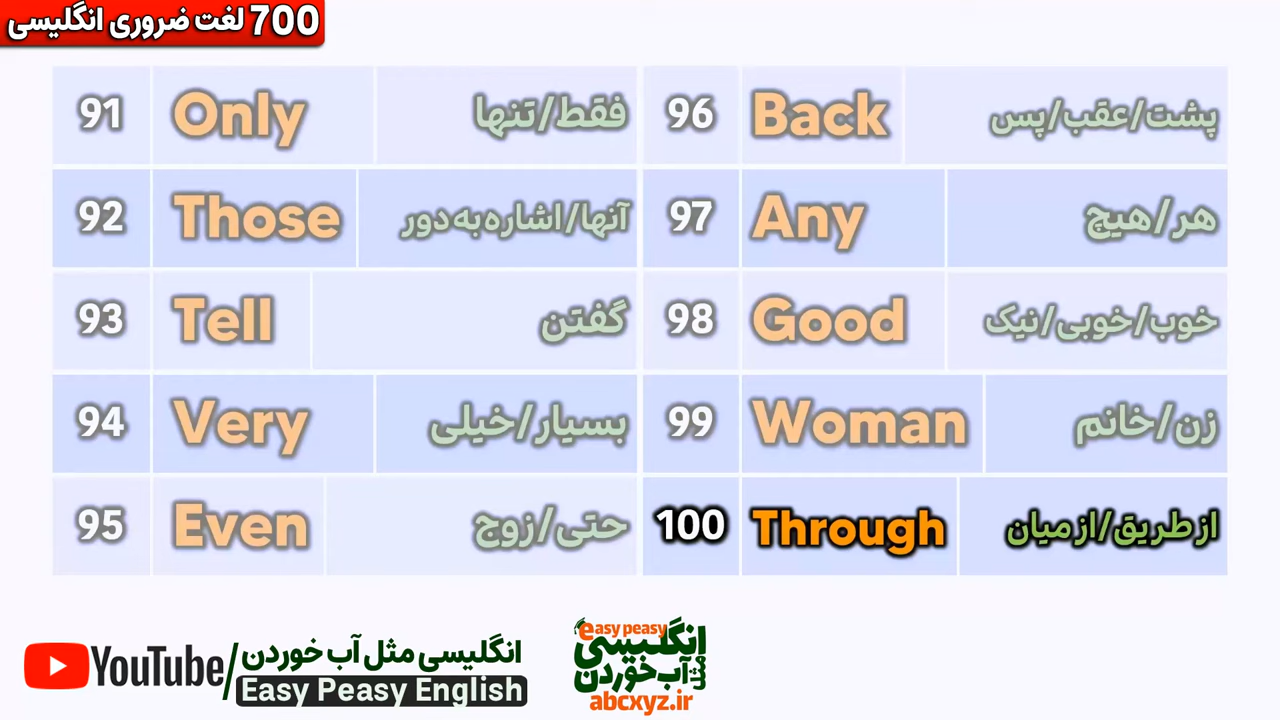 700 لغت ضروری انگلیسی
91 Only فقط/تنها
92 Those آنها/اشاره به دور
93 Tell گفتن
94 Very بسیار/خیلی
95 Even حتی/زوج
96 Back پشت/عقب/پس
97 Any هر/هیچ
98 Good خوب/خوبی/نیک
99 Woman زن/خانم
100 Through از طریق/از میان
YouTube/انگلیسی مثل آب خوردن
Easy Peasy English
easy peasy
انگلیسی
مثل آب خوردن
abcxyz.ir